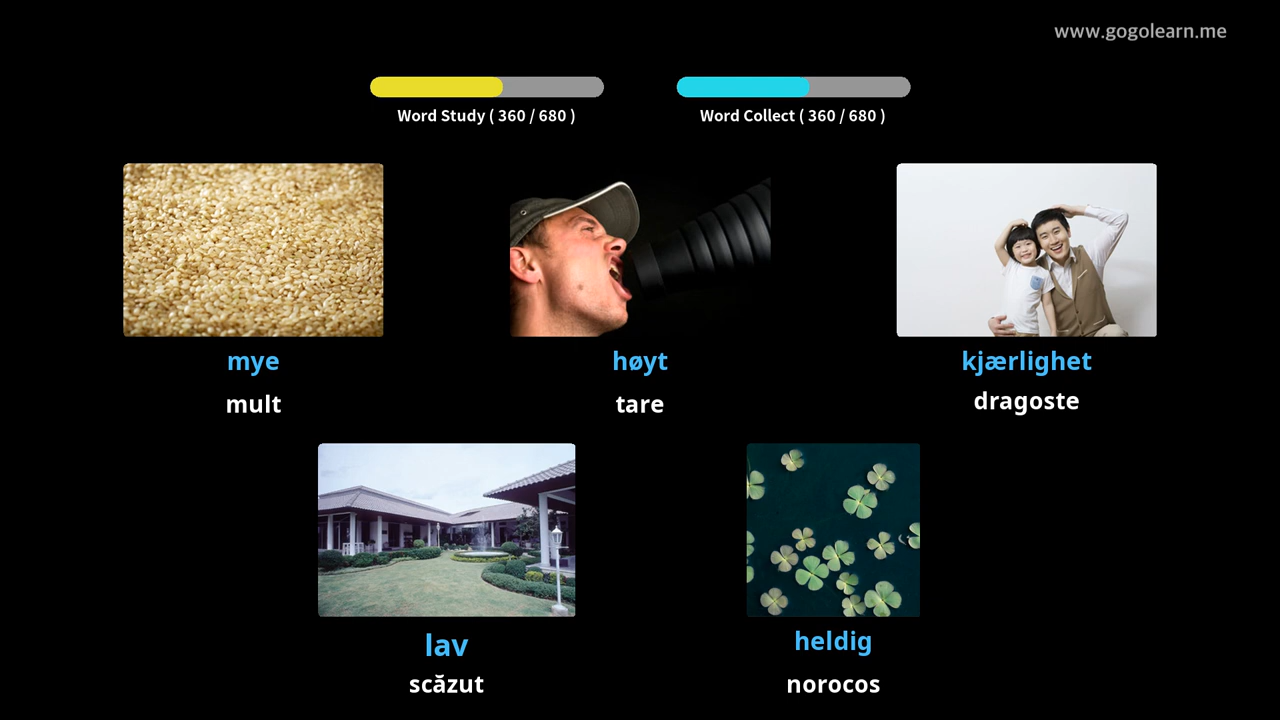 www.gogolearn.me
Word Study ( 360 / 680 )
Word Collect ( 360 / 680 )
mye
mult
høyt
tare
kjærlighet
dragoste
lav
scăzut
heldig
norocos